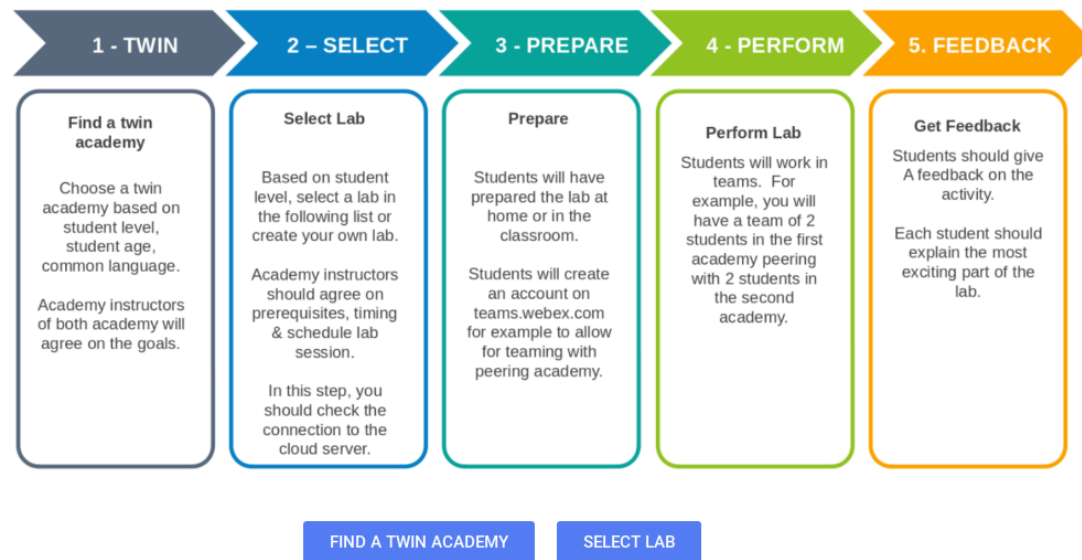 1 - TWIN
2 – SELECT
3 - PREPARE
4 - PERFORM
5. FEEDBACK
Find a twin
academy
Choose a twin
academy based on
student level,
student age,
common language.
Academy instructors
of both academy will
agree on the goals.
Select Lab
Based on student
level, select a lab in
the following list or
create your own lab.
Academy instructors
should agree on
prerequisites, timing
& schedule lab
session.
In this step, you
should check the
connection to the
cloud server.
Prepare
Students will have
prepared the lab at
home or in the
classroom.
Students will create
an account on
teams.webex.com
for example to allow
for teaming with
peering academy.
Perform Lab
Students will work in
teams.  For
example, you will
have a team of 2
students in the first
academy peering
with 2 students in
the second
academy.
Get Feedback
Students should give
A feedback on the
activity.
Each student should
explain the most
exciting part of the
lab.
FIND A TWIN ACADEMY
SELECT LAB